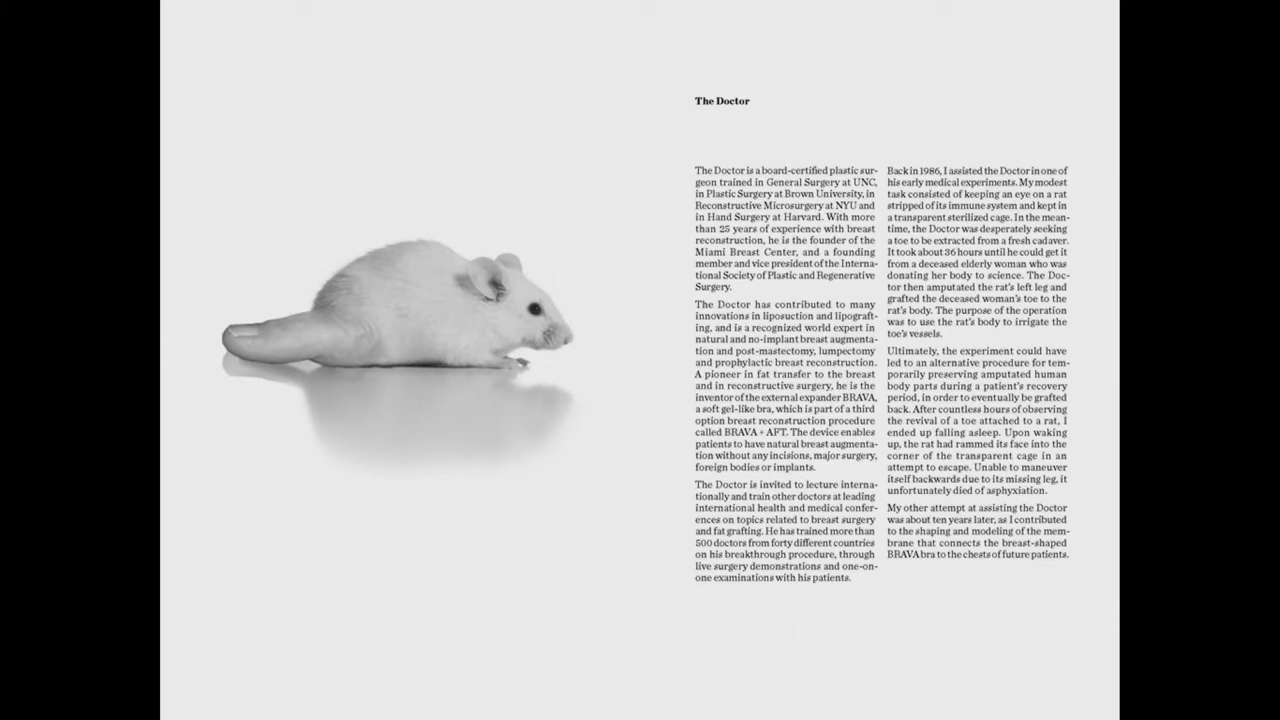 The Doctor
The Doctor is a board-certified plastic sur-
geon trained in General Surgery at UNC,
in Plastic Surgery at Brown University, in
Reconstructive Microsurgery at NYU and
in Hand Surgery at Harvard. With more
than 25 years of experience with breast
reconstruction, he is the founder of the
Miami Breast Center, and a founding
member and vice president of the Interna-
tional Society of Plastic and Regenerative
Surgery.
The Doctor has contributed to many
innovations in liposuction and lipograft-
ing, and is a recognized world expert in
natural and no-implant breast augmenta-
tion and post-mastectomy, lumpectomy
and prophylactic breast reconstruction.
A pioneer in fat transfer to the breast
and in reconstructive surgery, he is the
inventor of the external expander BRAVA,
a soft gel-like bra, which is part of a third
option breast reconstruction procedure
called BRAVA + AFT. The device enables
patients to have natural breast augmenta-
tion without any incisions, major surgery,
foreign bodies or implants.
The Doctor is invited to lecture interna-
tionally and train other doctors at leading
international health and medical confer-
ences on topics related to breast surgery
and fat grafting. He has trained more than
500 doctors from forty different countries
on his breakthrough procedure, through
live surgery demonstrations and one-on-
one examinations with his patients.
Back in 1986, I assisted the Doctor in one of
his early medical experiments. My modest
task consisted of keeping an eye on a rat
stripped of its immune system and kept in
a transparent sterilized cage. In the mean-
time, the Doctor was desperately seeking
a toe to be extracted from a fresh cadaver.
It took about 36 hours until he could get it
from a deceased elderly woman who was
donating her body to science. The Doc-
tor then amputated the rat's left leg and
grafted the deceased woman's toe to the
rat's body. The purpose of the operation
was to use the rat's body to irrigate the
toe's vessels.
Ultimately, the experiment could have
led to an alternative procedure for tem-
porarily preserving amputated human
body parts during a patient's recovery
period, in order to eventually be grafted
back. After countless hours of observing
the revival of a toe attached to a rat, I
ended up falling asleep. Upon waking
up, the rat had rammed its face into the
corner of the transparent cage in an
attempt to escape. Unable to maneuver
itself backwards due to its missing leg, it
unfortunately died of asphyxiation.
My other attempt at assisting the Doctor
was about ten years later, as I contributed
to the shaping and modeling of the mem-
brane that connects the breast-shaped
BRAVA bra to the chests of future patients.